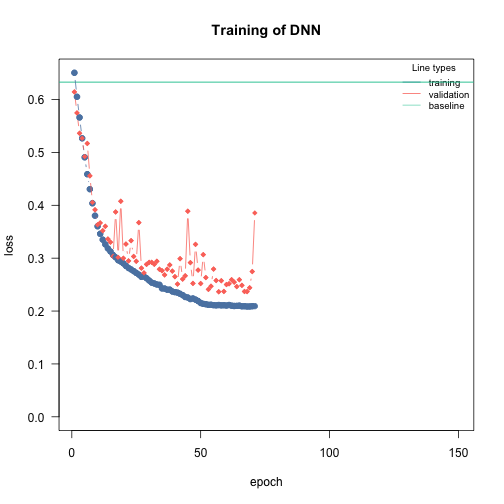 Training of DNN
Line types
training
validation
baseline
loss
0.6
0.5
0.4
0.3
0.2
0.1
0.0
0
50
100
150
epoch